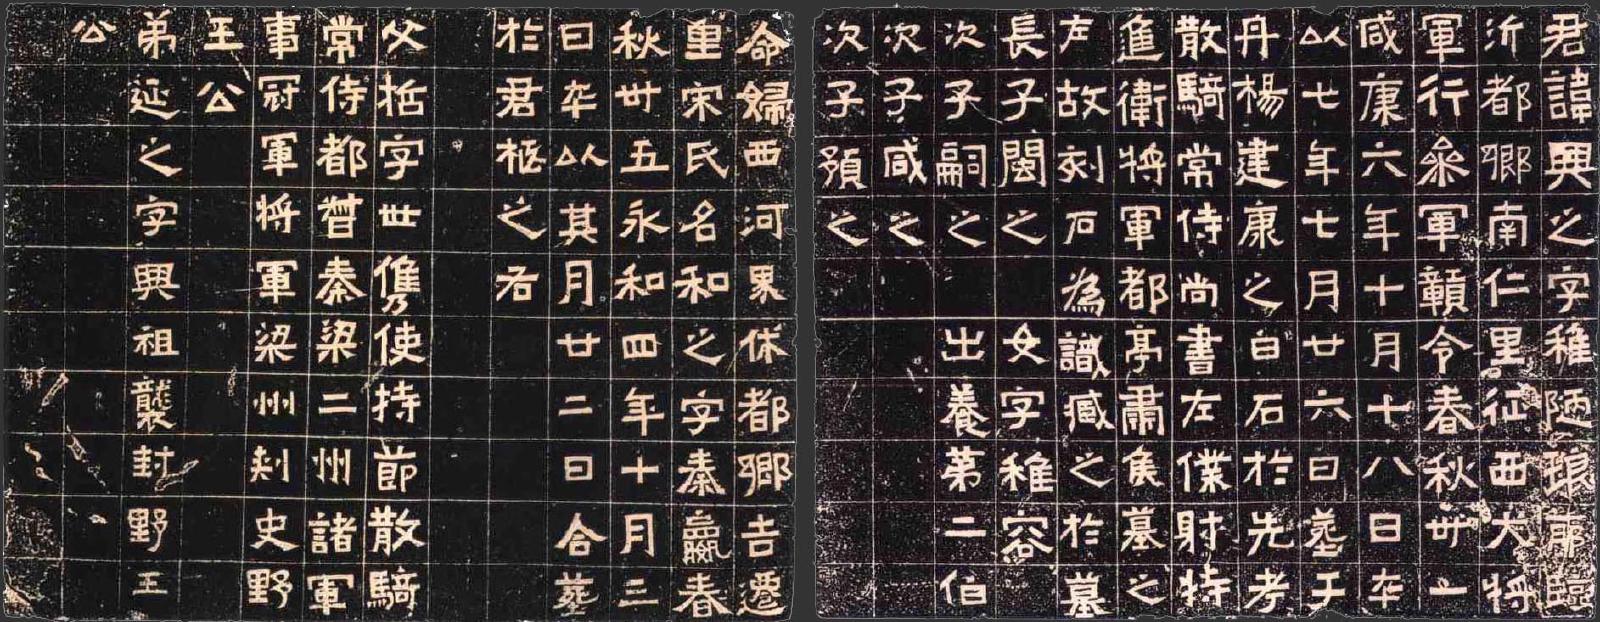 君諱興之字稚陋琅耶臨
沂都鄉南仁里征西大將
軍行參軍贛令春秋卅一
咸康六年十月十八日卒
以七年七月廿六日葬于
丹楊建康之白石於先考
散騎常侍尚書左僕射特
進衛將軍都亭肅侯墓之
左故刻石為識臧之於墓
長子閩之 女字稚容
次子嗣之 出養第二伯
次子咸之
次子預之
命婦西河界休都鄉吉遷
里宋氏名和之字秦嬴春
秋卅五永和四年十月三
日卒以其月廿二日合葬
於君柩之右
父哲字世儁使持節散騎
常侍都督秦梁二州諸軍
事冠軍將軍梁州刺史野
王公
弟延之字興祖襲封野王
公